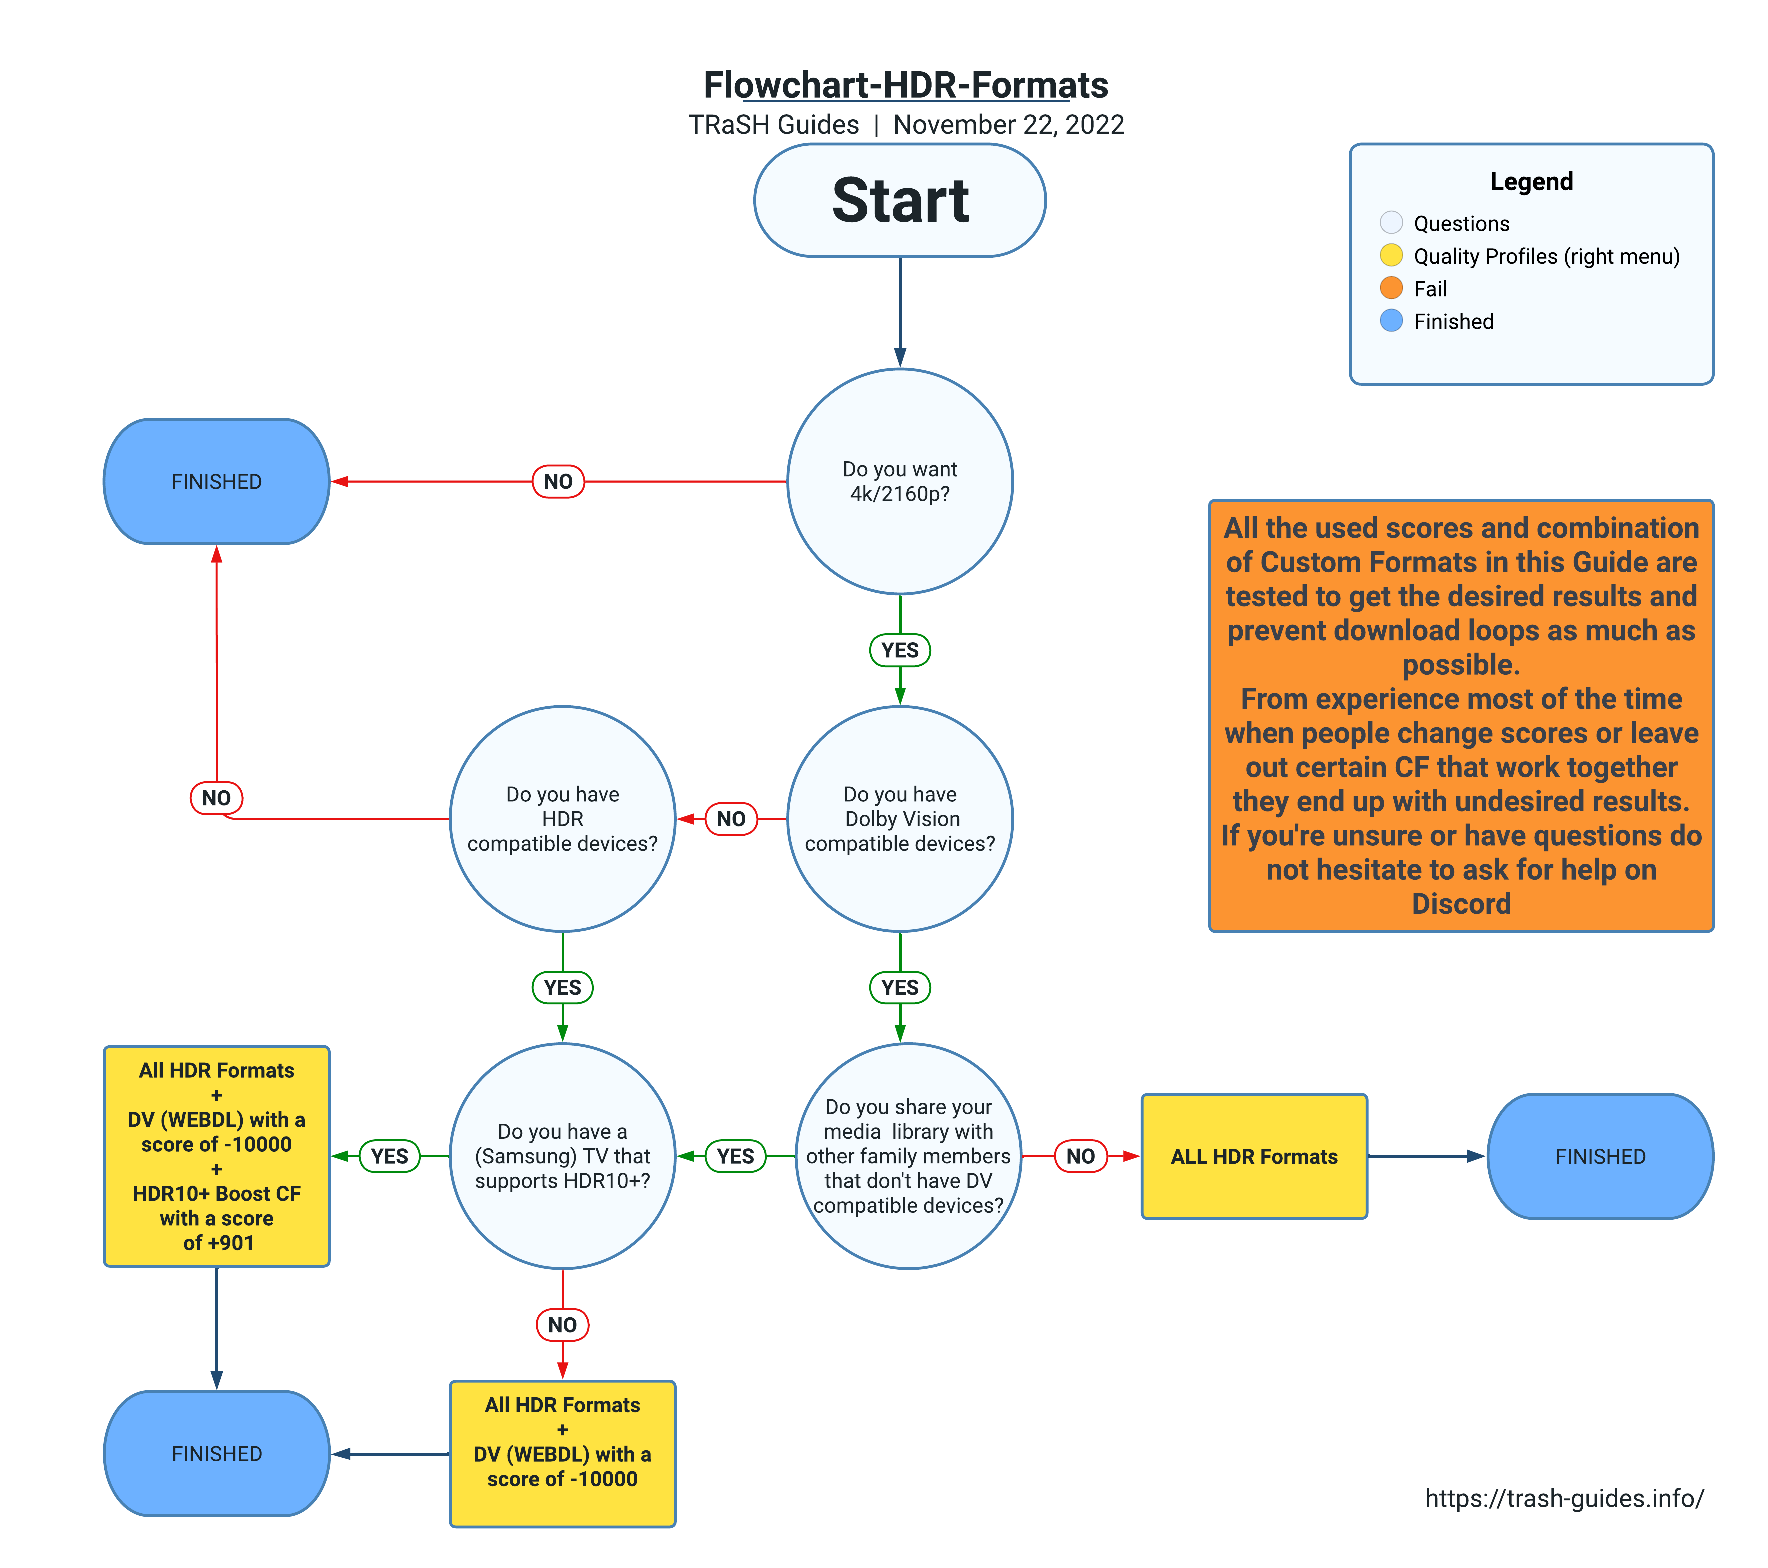 Flowchart-HDR-Formats
TRaSH Guides | November 22, 2022
Start
Legend
Questions
Quality Profiles (right menu)
Fail
Finished
Do you want
4k/2160p?
NO
FINISHED
YES
All the used scores and combination
of Custom Formats in this Guide are
tested to get the desired results and
prevent download loops as much as
possible.
From experience most of the time
when people change scores or leave
out certain CF that work together
they end up with undesired results.
If you're unsure or have questions do
not hesitate to ask for help on
Discord
Do you have
Dolby Vision
compatible devices?
NO
Do you have
HDR
compatible devices?
NO
YES
YES
Do you share your
media library with
other family members
that don't have DV
compatible devices?
NO
ALL HDR Formats
FINISHED
YES
Do you have a
(Samsung) TV that
supports HDR10+?
YES
All HDR Formats
+
DV (WEBDL) with a
score of -10000
+
HDR10+ Boost CF
with a score
of +901
NO
All HDR Formats
+
DV (WEBDL) with a
score of -10000
FINISHED
https://trash-guides.info/